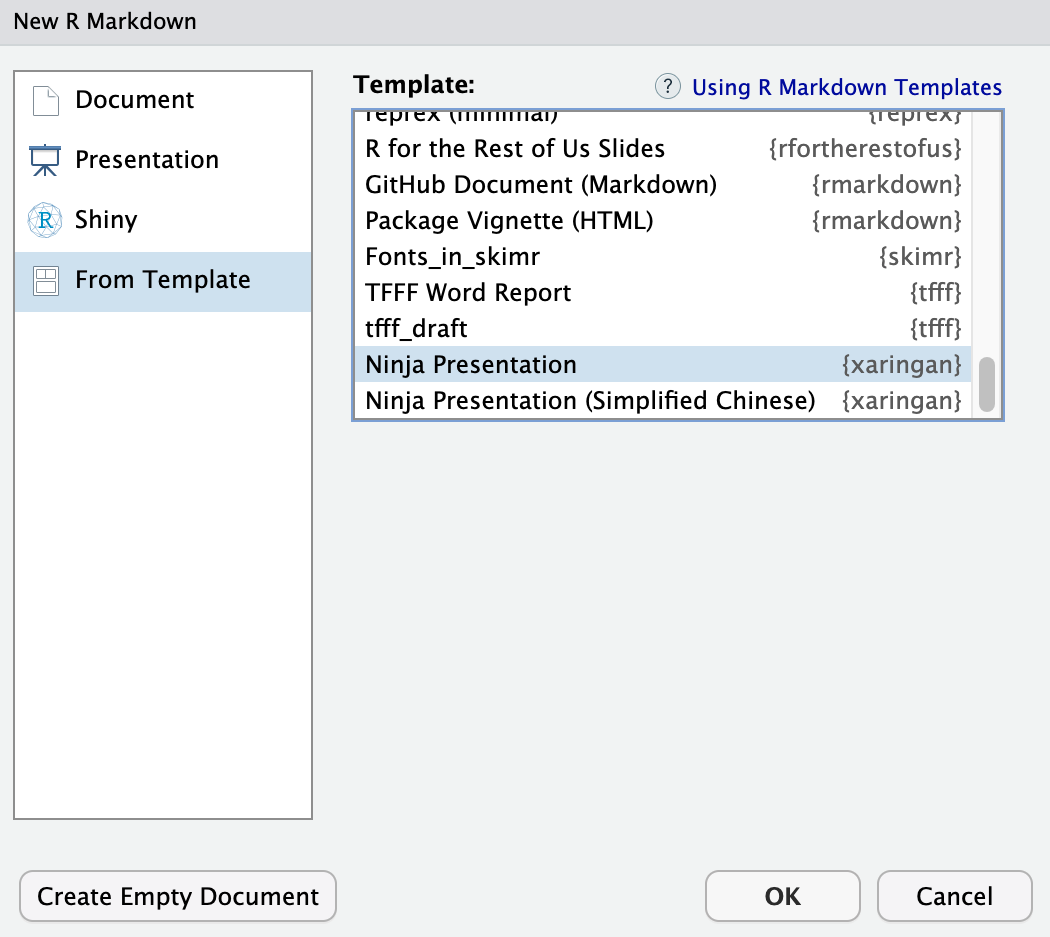 New R Markdown
Document
Presentation
Shiny
From Template
Template:
? Using R Markdown Templates
reprex (minimal) {reprex}
R for the Rest of Us Slides {rfortherestofus}
GitHub Document (Markdown) {rmarkdown}
Package Vignette (HTML) {rmarkdown}
Fonts_in_skimr {skimr}
TFFF Word Report {tfff}
tfff_draft {tfff}
Ninja Presentation {xaringan}
Ninja Presentation (Simplified Chinese) {xaringan}
Create Empty Document
OK
Cancel